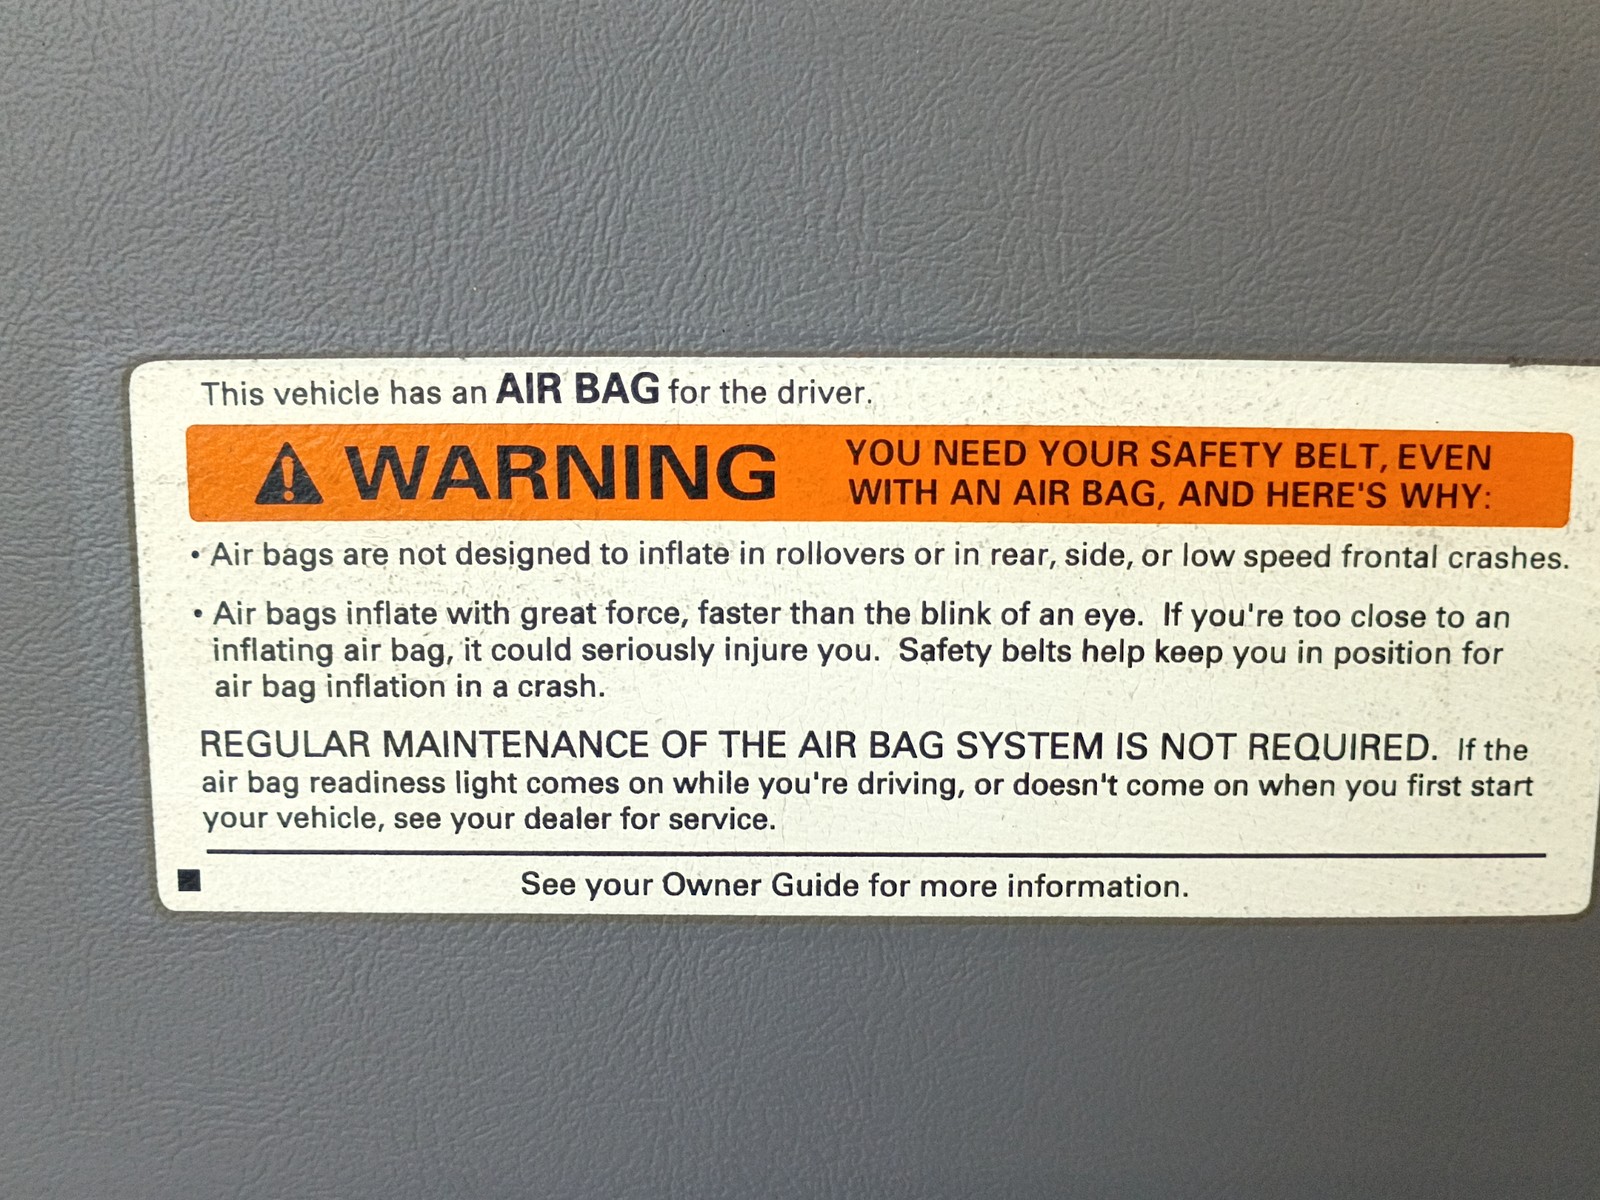 This vehicle has an AIR BAG for the driver.
WARNING
YOU NEED YOUR SAFETY BELT, EVEN
WITH AN AIR BAG, AND HERE'S WHY:
• Air bags are not designed to inflate in rollovers or in rear, side, or low speed frontal crashes.
• Air bags inflate with great force, faster than the blink of an eye.  If you're too close to an
inflating air bag, it could seriously injure you.  Safety belts help keep you in position for
air bag inflation in a crash.
REGULAR MAINTENANCE OF THE AIR BAG SYSTEM IS NOT REQUIRED.  If the
air bag readiness light comes on while you're driving, or doesn't come on when you first start
your vehicle, see your dealer for service.
See your Owner Guide for more information.